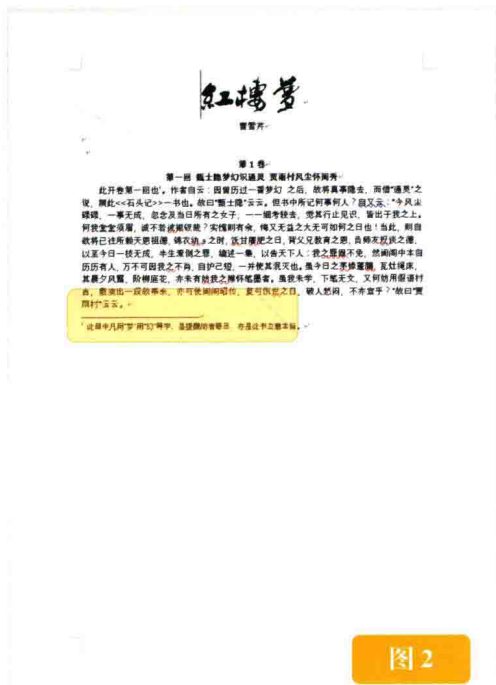 红楼梦
曹雪芹
第1卷
第一回 甄士隐梦幻识通灵 贾雨村风尘怀闺秀
此开卷第一回也¹。作者自云：因曾历过一番梦幻 之后，故将真事隐去，而借“通灵”之
说，撰此<<石头记>>一书也。故曰“甄士隐”云云。但书中所记何事何人？自又云：“今风尘
碌碌，一事无成，忽念及当日所有之女子，一一细考较去，觉其行止见识，皆出于我之上。
何我堂堂须眉，诚不若彼裙钗哉？实愧则有余，悔又无益之大无可如何之日也！当此，则自
欲将已往所赖天恩祖德，锦衣纨 之时，饫甘餍肥之日，背父兄教育之恩，负师友规谈之德，
以至今日一技无成，半生潦倒之罪，编述一集，以告天下人：我之罪固不免，然闺阁中本自
历历有人，万不可因我之不肖，自护己短，一并使其泯灭也。虽今日之茅椽蓬牖，瓦灶绳床，
其晨夕风露，阶柳庭花，亦未有妨我之襟怀笔墨者。虽我未学，下笔无文，又何妨用假语村
言，敷演出一段故事来，亦可使闺阁昭传，复可悦世之目，破人愁闷，不亦宜乎？”故曰“贾
雨村”云云。
¹ 此回中凡用“梦”用“幻”等字，是提醒阅者眼目，亦是此书立意本旨。
图 2